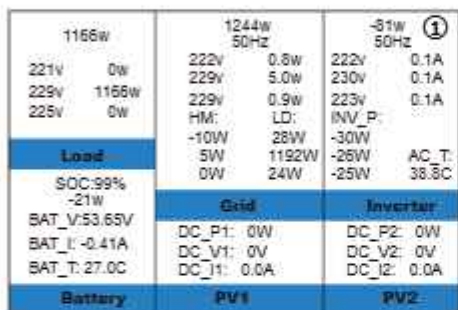 1166w
221v 0w
229v 1166w
225v 0w
Load
SOC:99%
-21w
BAT_V:53.65V
BAT_I: -0.41A
BAT_T: 27.0C
Battery
1244w
50Hz
222v 0.8w
229v 5.0w
229v 0.9w
HM: LD:
-10W 28W
5W 1192W
0W 24W
Grid
DC_P1: 0W
DC_V1: 0V
DC_I1: 0.0A
PV1
-81w ①
50Hz
222v 0.1A
230v 0.1A
223v 0.1A
INV_P:
-30W
-26W AC_T:
-25W 38.8C
Inverter
DC_P2: 0W
DC_V2: 0V
DC_I2: 0.0A
PV2